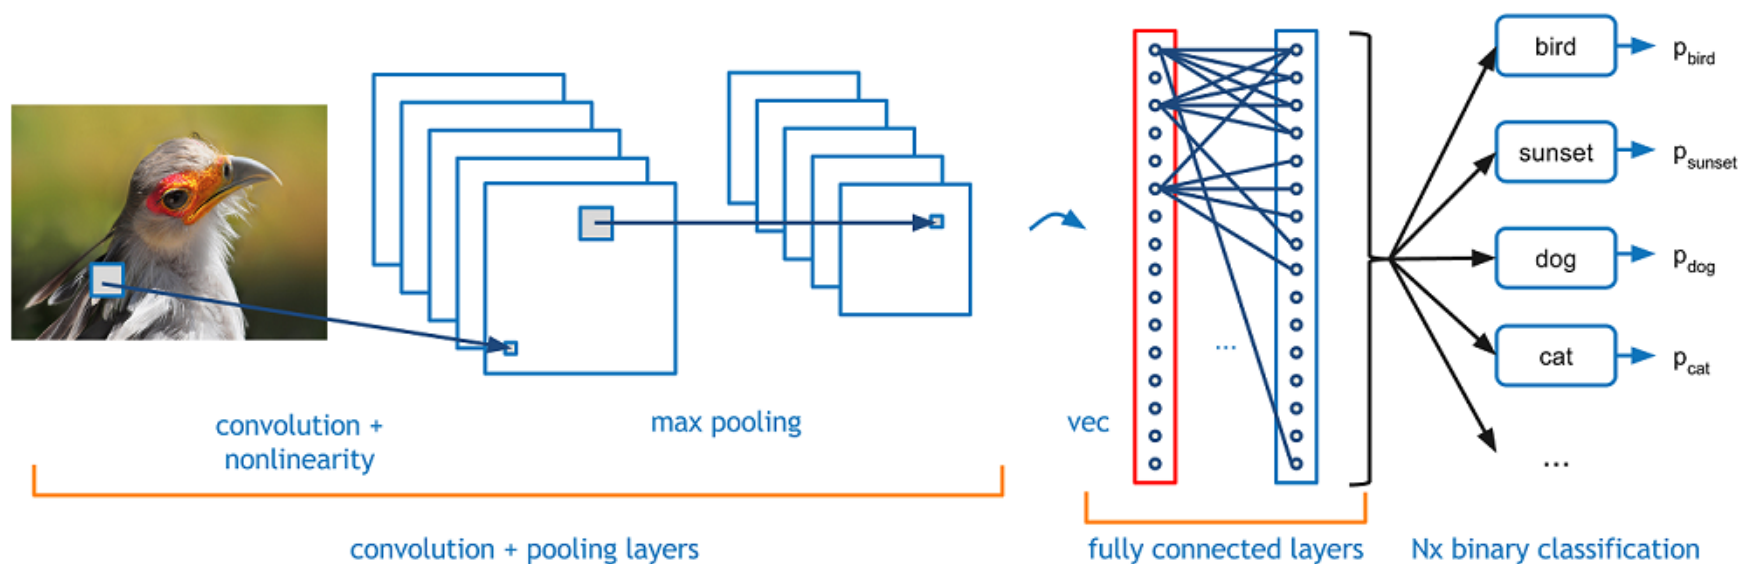 bird
p_bird
sunset
p_sunset
dog
p_dog
cat
p_cat
...
...
convolution +
nonlinearity
max pooling
vec
convolution + pooling layers
fully connected layers
Nx binary classification